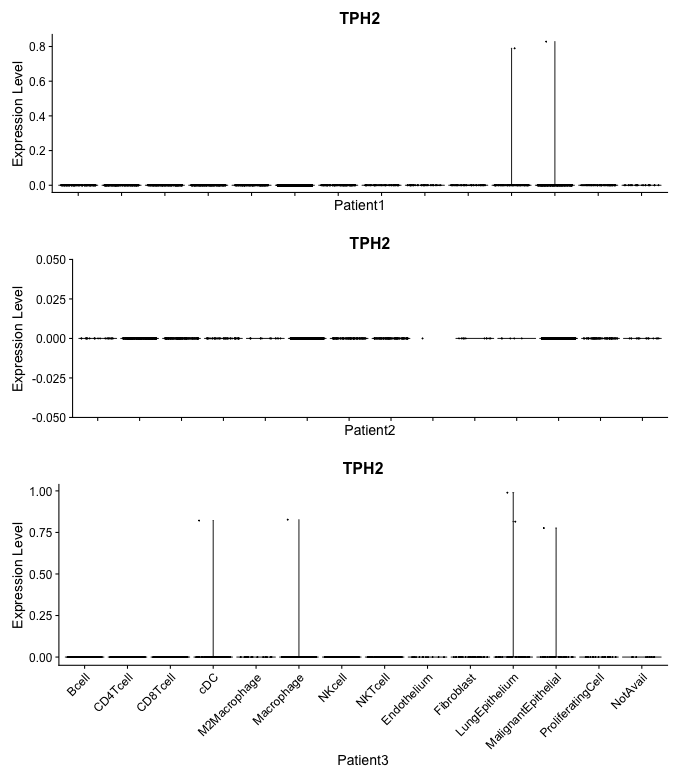 TPH2
Expression Level
0.8
0.6
0.4
0.2
0.0
Patient1
TPH2
Expression Level
0.050
0.025
0.000
-0.025
-0.050
Patient2
TPH2
Expression Level
1.00
0.75
0.50
0.25
0.00
Bcell
CD4Tcell
CD8Tcell
cDC
M2Macrophage
Macrophage
NKcell
NKTcell
Endothelium
Fibroblast
LungEpithelium
MalignantEpithelial
ProliferatingCell
NotAvail
Patient3